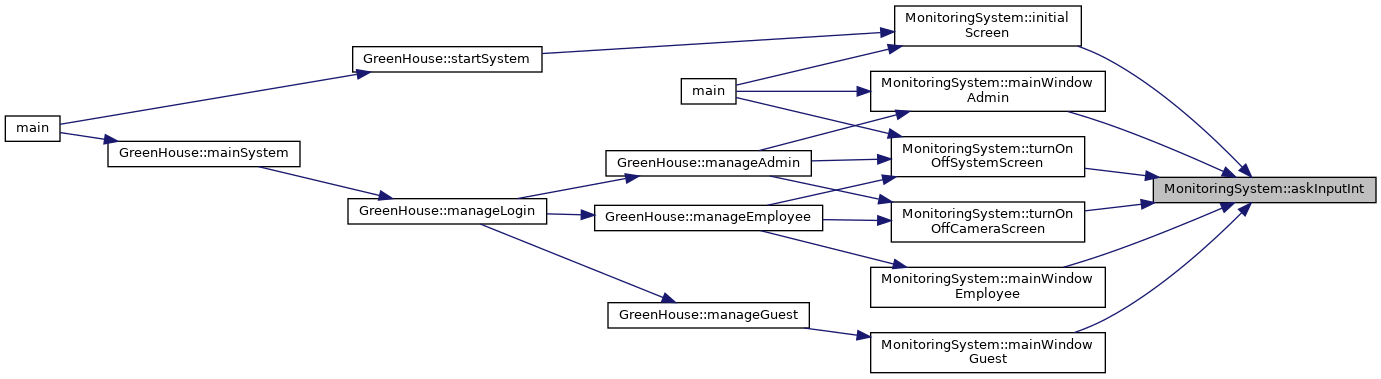 MonitoringSystem::initial
Screen
GreenHouse::startSystem
MonitoringSystem::mainWindow
Admin
main
main
MonitoringSystem::turnOn
OffSystemScreen
GreenHouse::mainSystem
GreenHouse::manageAdmin
MonitoringSystem::askInputInt
GreenHouse::manageLogin
GreenHouse::manageEmployee
MonitoringSystem::turnOn
OffCameraScreen
MonitoringSystem::mainWindow
Employee
GreenHouse::manageGuest
MonitoringSystem::mainWindow
Guest